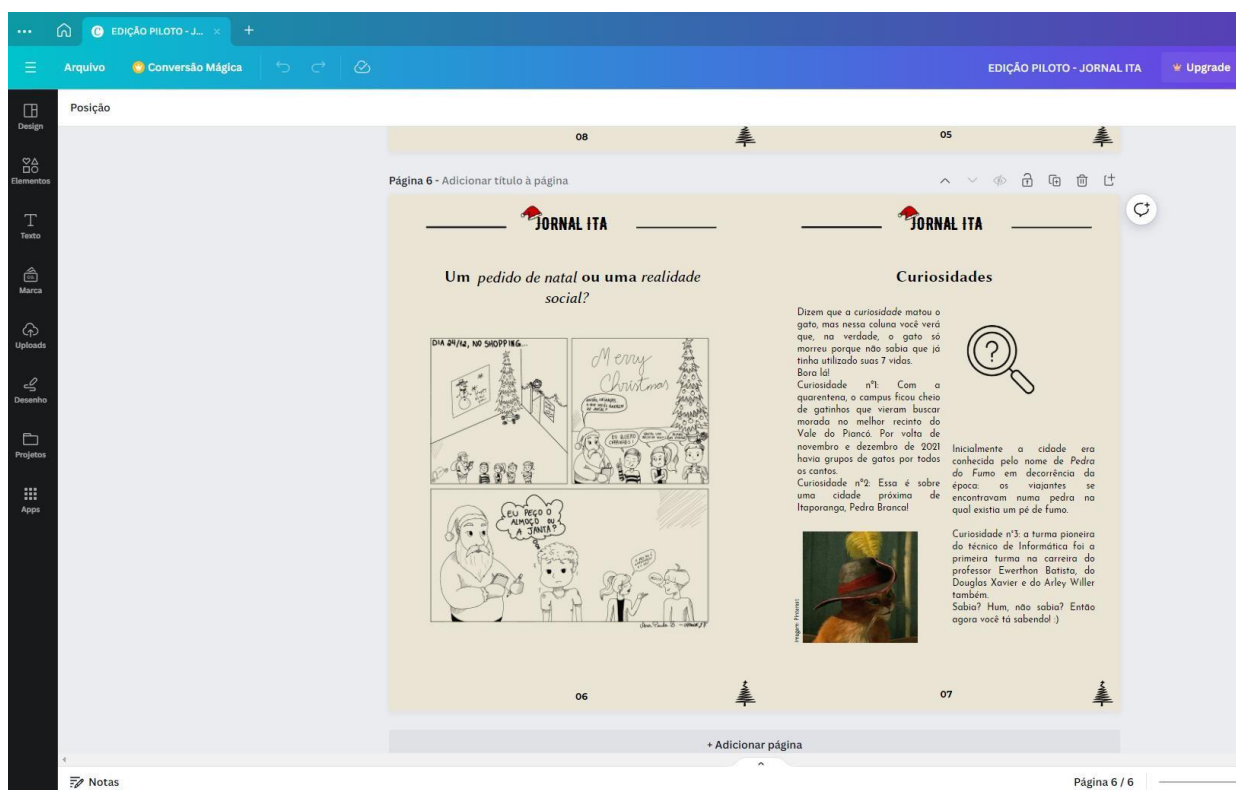 EDIÇÃO PILOTO - J...
Arquivo
Conversão Mágica
EDIÇÃO PILOTO - JORNAL ITA
Upgrade
Posição
Design
Elementos
Texto
Marca
Uploads
Desenho
Projetos
Apps
08
05
Página 6 - Adicionar título à página
JORNAL ITA
Um pedido de natal ou uma realidade
social?
DIA 24/12, NO SHOPPING...
Merry
Christmas
EU PEÇO O
ALMOÇO OU
A JANTA?
06
JORNAL ITA
Curiosidades
Dizem que a curiosidade matou o
gato, mas nessa coluna você verá
que, na verdade, o gato só
morreu porque não sabia que já
tinha utilizado suas 7 vidas.
Bora lá!
Curiosidade n°1: Com a
quarentena, o campus ficou cheio
de gatinhos que vieram buscar
morada no melhor recinto do
Vale do Piancó. Por volta de
novembro e dezembro de 2021
havia grupos de gatos por todos
os cantos.
Curiosidade n°2: Essa é sobre
uma cidade próxima de
Itaporanga, Pedra Branca!
Imagem: Pinterest
Inicialmente a cidade era
conhecida pelo nome de Pedra
do Fumo em decorrência da
época: os viajantes se
encontravam numa pedra na
qual existia um pé de fumo.
Curiosidade n°3: a turma pioneira
do técnico de Informática foi a
primeira turma na carreira do
professor Ewerthon Batista, do
Douglas Xavier e do Arley Willer
também.
Sabia? Hum, não sabia? Então
agora você tá sabendo! :)
07
+ Adicionar página
Notas
Página 6 / 6